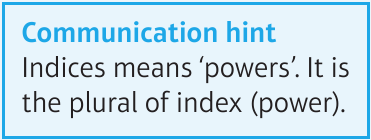 Communication hint
Indices means ‘powers’. It is
the plural of index (power).